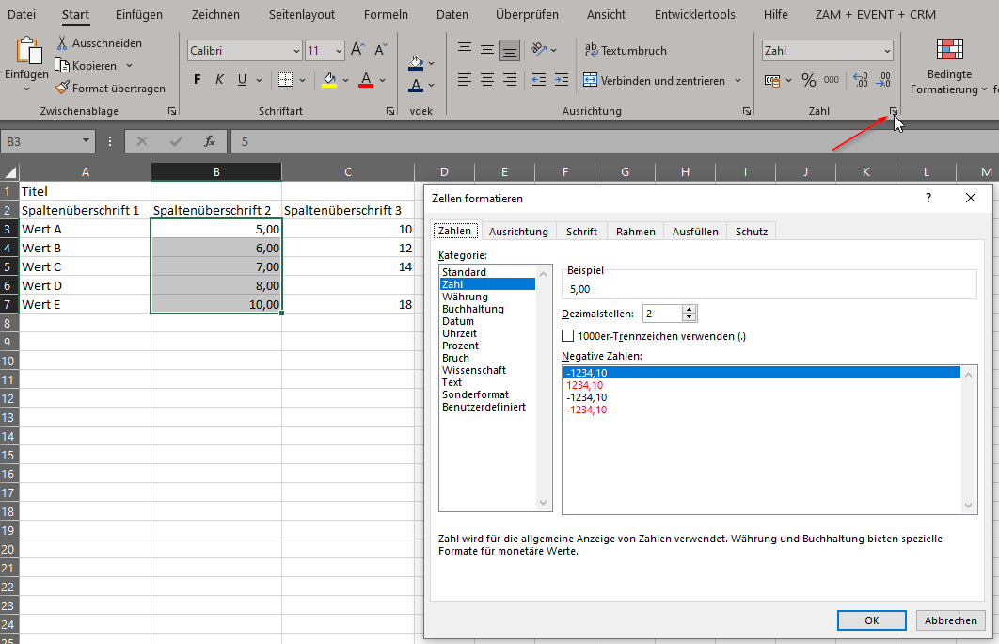 Datei Start Einfügen Zeichnen Seitenlayout Formeln Daten Überprüfen Ansicht Entwicklertools Hilfe ZAM + EVENT + CRM
Einfügen
Ausschneiden
Kopieren
Format übertragen
Zwischenablage
Calibri 11 A A
F K U A
Schriftart
A
vdek
ab Textumbruch
Verbinden und zentrieren
Ausrichtung
Zahl
% 000 ,00 ,00
Zahl
Bedingte
Formatierung
B3 fx 5
A B C D E F G H I J K L M
1 Titel
2 Spaltenüberschrift 1 Spaltenüberschrift 2 Spaltenüberschrift 3
3 Wert A 5,00 10
4 Wert B 6,00 12
5 Wert C 7,00 14
6 Wert D 8,00
7 Wert E 10,00 18
8
9
10
11
12
13
14
15
16
17
18
19
20
21
22
23
24
25
Zellen formatieren ? ×
Zahlen Ausrichtung Schrift Rahmen Ausfüllen Schutz
Kategorie:
Standard
Zahl
Währung
Buchhaltung
Datum
Uhrzeit
Prozent
Bruch
Wissenschaft
Text
Sonderformat
Benutzerdefiniert
Beispiel
5,00
Dezimalstellen: 2
1000er-Trennzeichen verwenden (.)
Negative Zahlen:
-1234,10
1234,10
-1234,10
-1234,10
Zahl wird für die allgemeine Anzeige von Zahlen verwendet. Währung und Buchhaltung bieten spezielle
Formate für monetäre Werte.
OK Abbrechen